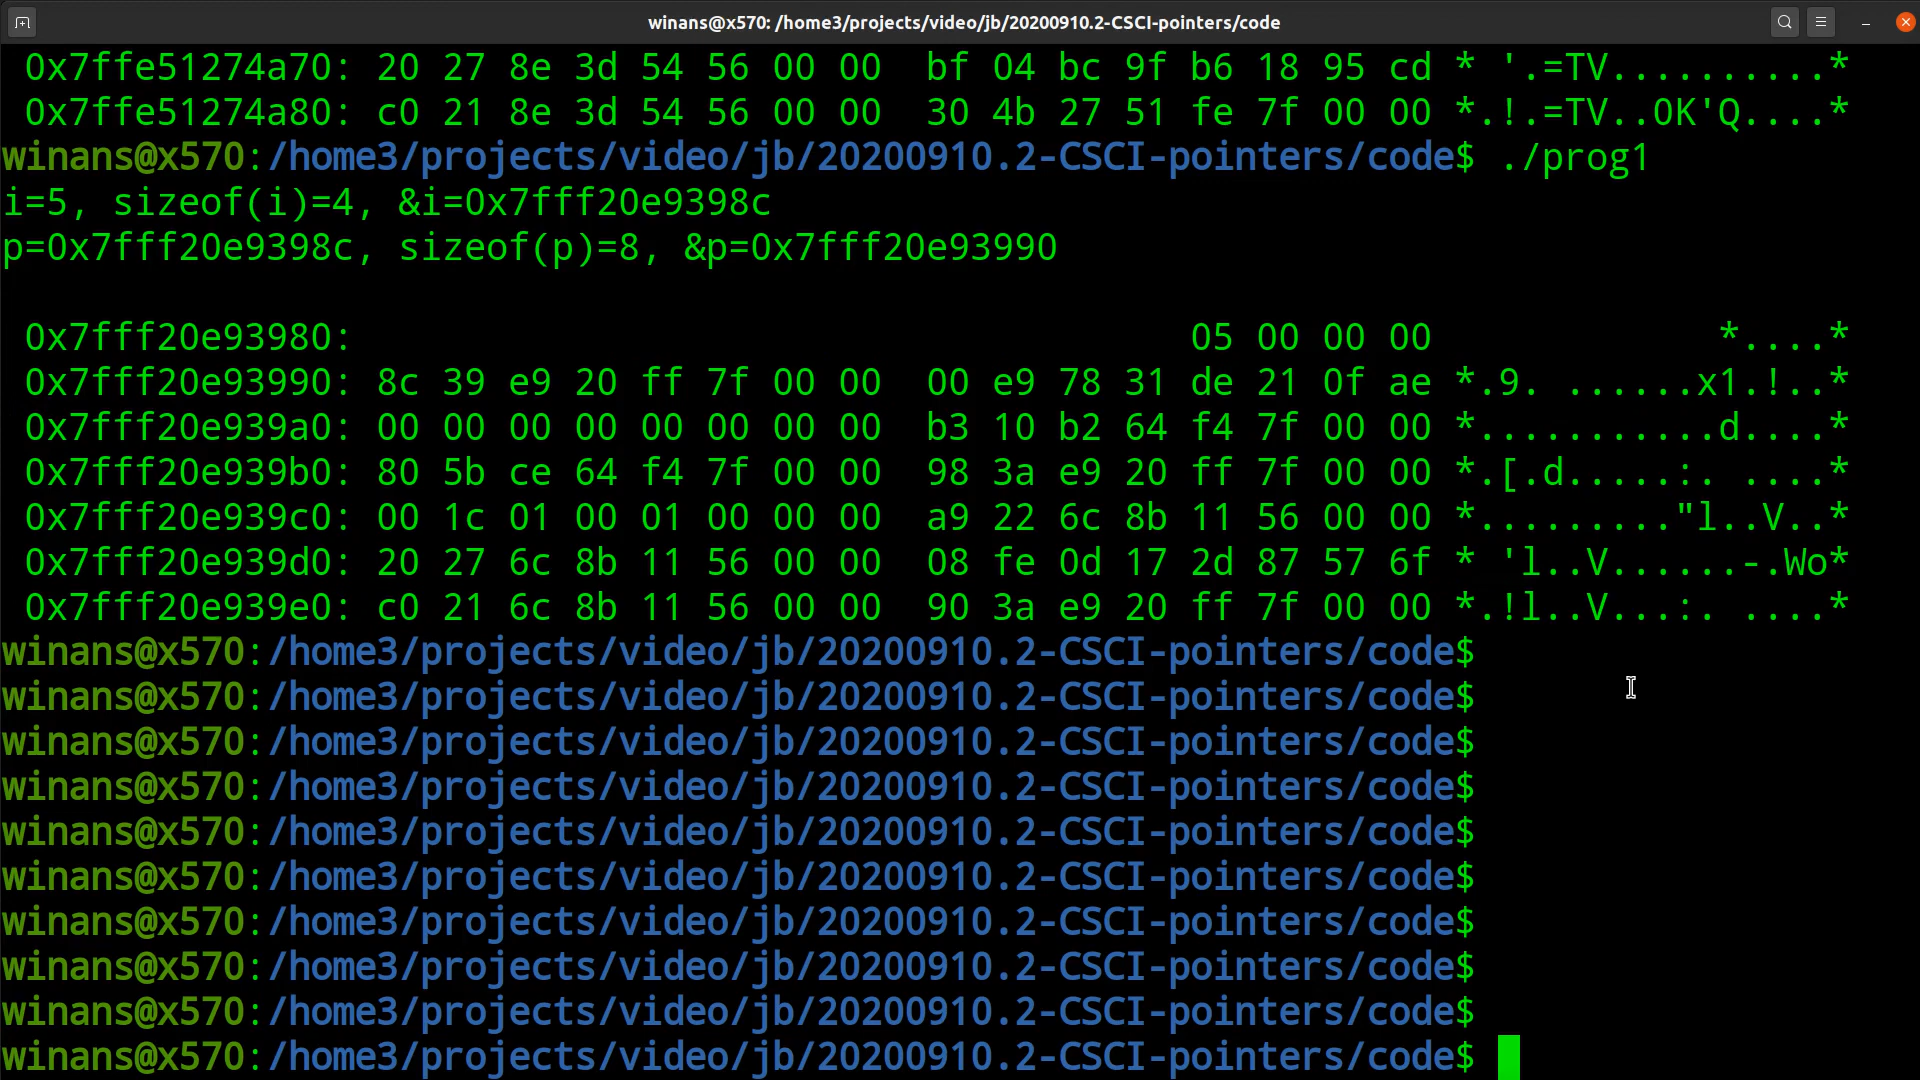 winans@x570: /home3/projects/video/jb/20200910.2-CSCI-pointers/code
0x7ffe51274a70: 20 27 8e 3d 54 56 00 00  bf 04 bc 9f b6 18 95 cd * '.=TV..........*
0x7ffe51274a80: c0 21 8e 3d 54 56 00 00  30 4b 27 51 fe 7f 00 00 *.!.=TV..0K'Q....*
winans@x570:/home3/projects/video/jb/20200910.2-CSCI-pointers/code$ ./prog1
i=5, sizeof(i)=4, &i=0x7fff20e9398c
p=0x7fff20e9398c, sizeof(p)=8, &p=0x7fff20e93990
0x7fff20e93980:                                      05 00 00 00             *....*
0x7fff20e93990: 8c 39 e9 20 ff 7f 00 00  00 e9 78 31 de 21 0f ae *.9. ......x1.!..*
0x7fff20e939a0: 00 00 00 00 00 00 00 00  b3 10 b2 64 f4 7f 00 00 *...........d....*
0x7fff20e939b0: 80 5b ce 64 f4 7f 00 00  98 3a e9 20 ff 7f 00 00 *.[.d.....:. ....*
0x7fff20e939c0: 00 1c 01 00 01 00 00 00  a9 22 6c 8b 11 56 00 00 *........."l..V..*
0x7fff20e939d0: 20 27 6c 8b 11 56 00 00  08 fe 0d 17 2d 87 57 6f * 'l..V......-.Wo*
0x7fff20e939e0: c0 21 6c 8b 11 56 00 00  90 3a e9 20 ff 7f 00 00 *.!l..V...:. ....*
winans@x570:/home3/projects/video/jb/20200910.2-CSCI-pointers/code$
winans@x570:/home3/projects/video/jb/20200910.2-CSCI-pointers/code$
winans@x570:/home3/projects/video/jb/20200910.2-CSCI-pointers/code$
winans@x570:/home3/projects/video/jb/20200910.2-CSCI-pointers/code$
winans@x570:/home3/projects/video/jb/20200910.2-CSCI-pointers/code$
winans@x570:/home3/projects/video/jb/20200910.2-CSCI-pointers/code$
winans@x570:/home3/projects/video/jb/20200910.2-CSCI-pointers/code$
winans@x570:/home3/projects/video/jb/20200910.2-CSCI-pointers/code$
winans@x570:/home3/projects/video/jb/20200910.2-CSCI-pointers/code$
winans@x570:/home3/projects/video/jb/20200910.2-CSCI-pointers/code$